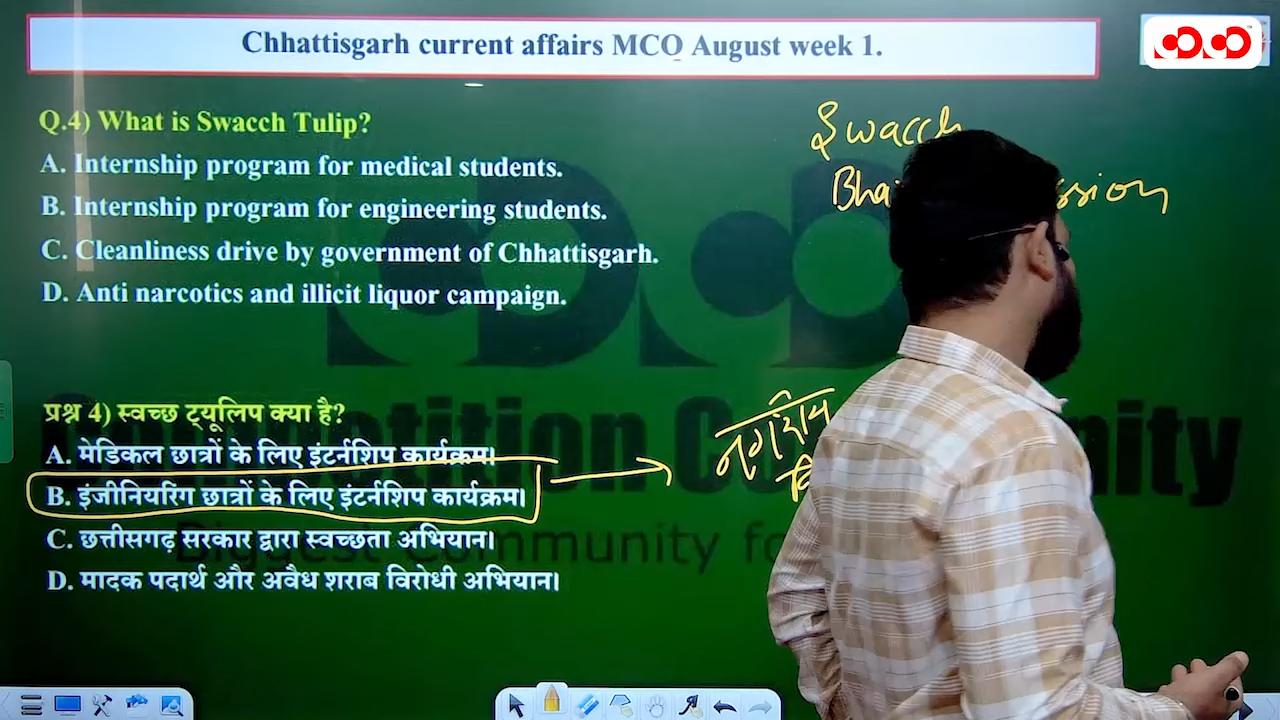 Chhattisgarh current affairs MCQ August week 1.
Q.4) What is Swacch Tulip?
A. Internship program for medical students.
B. Internship program for engineering students.
C. Cleanliness drive by government of Chhattisgarh.
D. Anti narcotics and illicit liquor campaign.
Swacch
प्रश्न 4) स्वच्छ ट्यूलिप क्या है?
A. मेडिकल छात्रों के लिए इंटर्नशिप कार्यक्रम।
B. इंजीनियरिंग छात्रों के लिए इंटर्नशिप कार्यक्रम।
C. छत्तीसगढ़ सरकार द्वारा स्वच्छता अभियान।
D. मादक पदार्थ और अवैध शराब विरोधी अभियान।